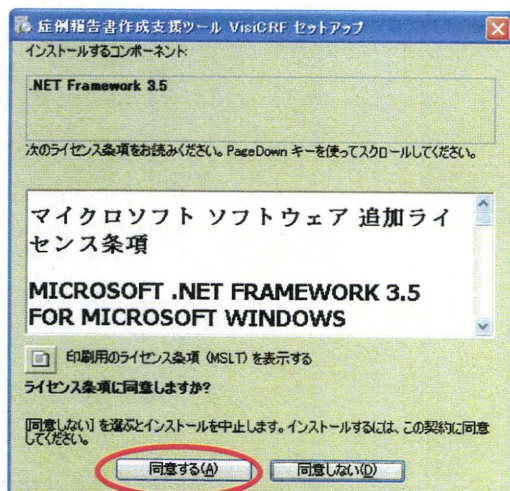 症例報告書作成支援ツール VisiCRF セットアップ
インストールするコンポーネント:
.NET Framework 3.5
次のライセンス条項をお読みください。PageDown キーを使ってスクロールしてください。
マイクロソフト ソフトウェア 追加ライ
センス条項
MICROSOFT .NET FRAMEWORK 3.5
FOR MICROSOFT WINDOWS
印刷用のライセンス条項 (MSLT) を表示する
ライセンス条項に同意しますか?
[同意しない] を選ぶとインストールを中止します。インストールするには、この契約に同意
してください。
同意する(A) 同意しない(D)